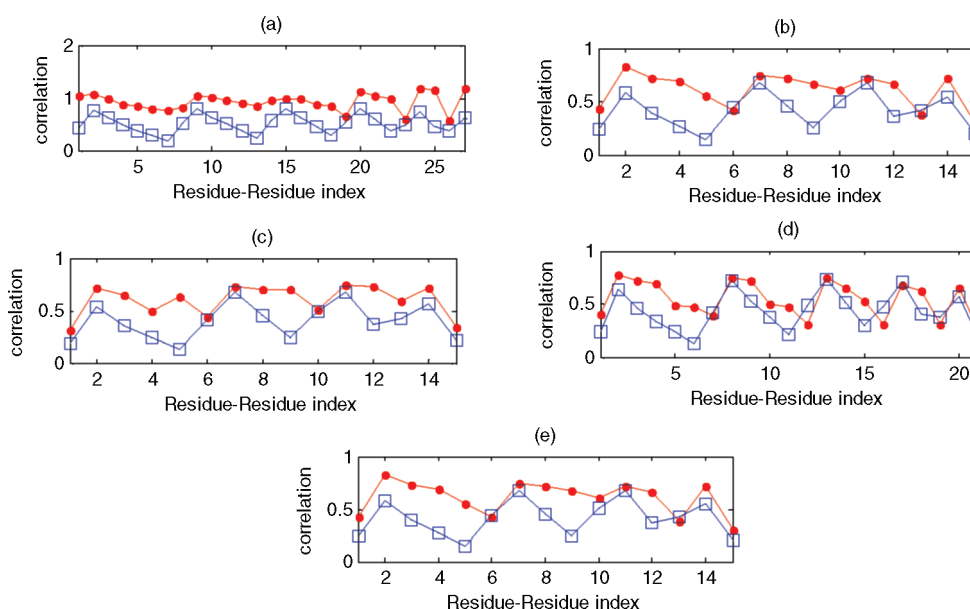 (a)
2
1
0
correlation
5 10 15 20 25
Residue-Residue index
(b)
1
0.5
0
correlation
2 4 6 8 10 12 14
Residue-Residue index
(c)
1
0.5
0
correlation
2 4 6 8 10 12 14
Residue-Residue index
(d)
1
0.5
0
correlation
5 10 15 20
Residue-Residue index
(e)
1
0.5
0
correlation
2 4 6 8 10 12 14
Residue-Residue index